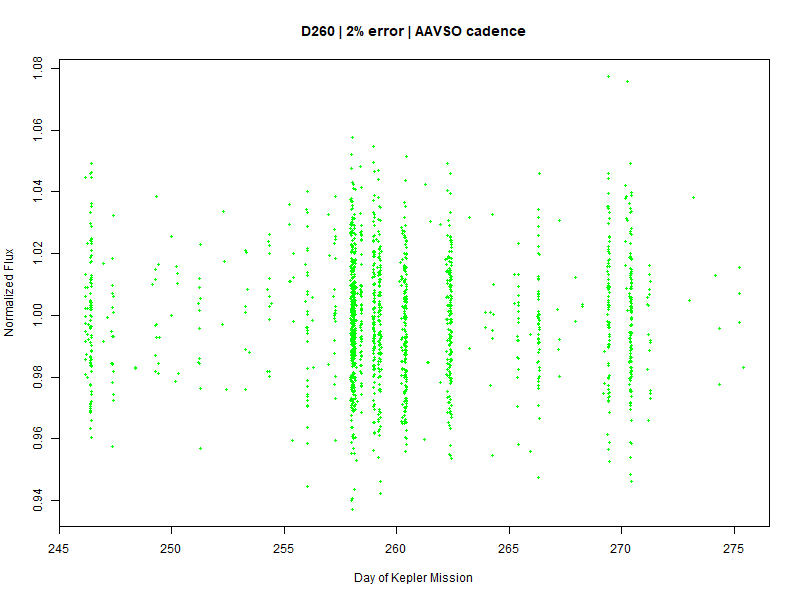 D260 | 2% error | AAVSO cadence
1.08
1.06
1.04
1.02
1.00
0.98
0.96
0.94
Normalized Flux
245 250 255 260 265 270 275
Day of Kepler Mission